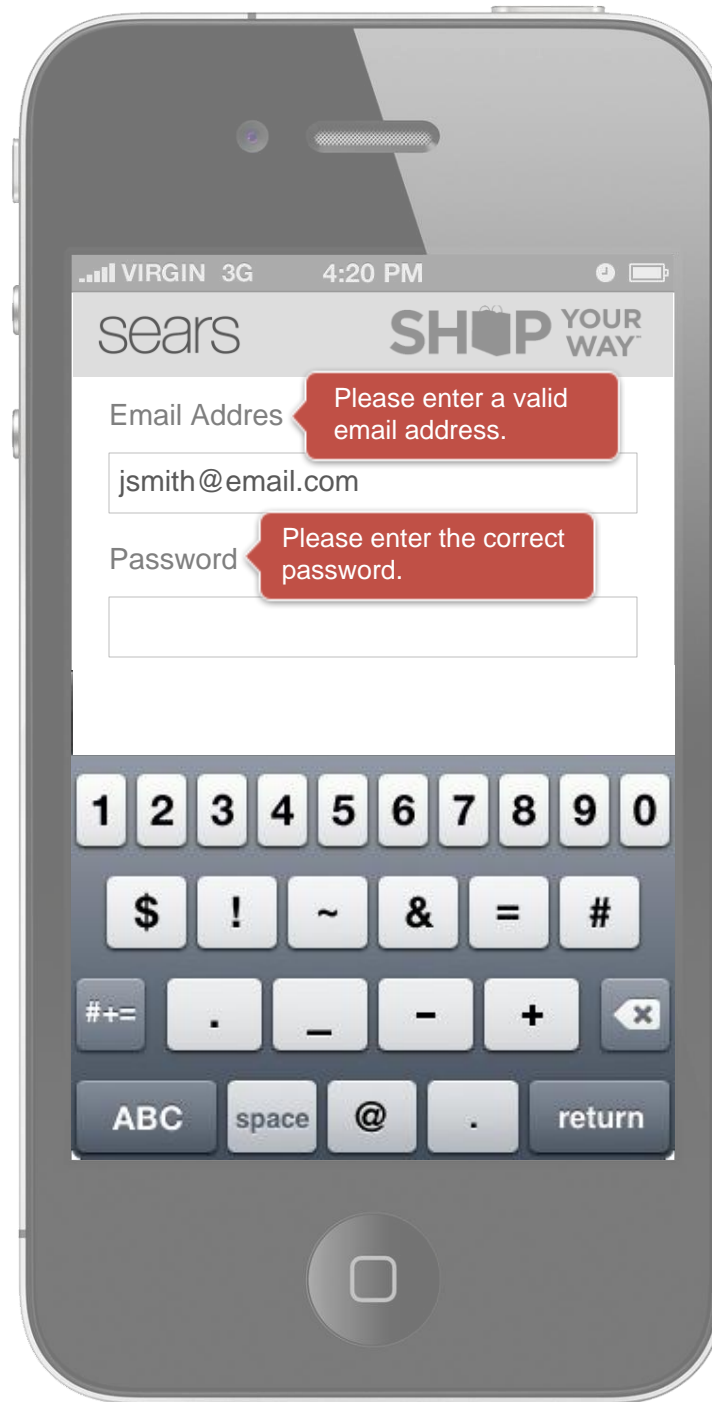 VIRGIN 3G 4:20 PM
sears SHOP YOUR WAY™
Email Addres
Please enter a valid
email address.
jsmith@email.com
Password
Please enter the correct
password.
1 2 3 4 5 6 7 8 9 0
$ ! ~ & = #
#+= . _ - +
ABC space @ . return